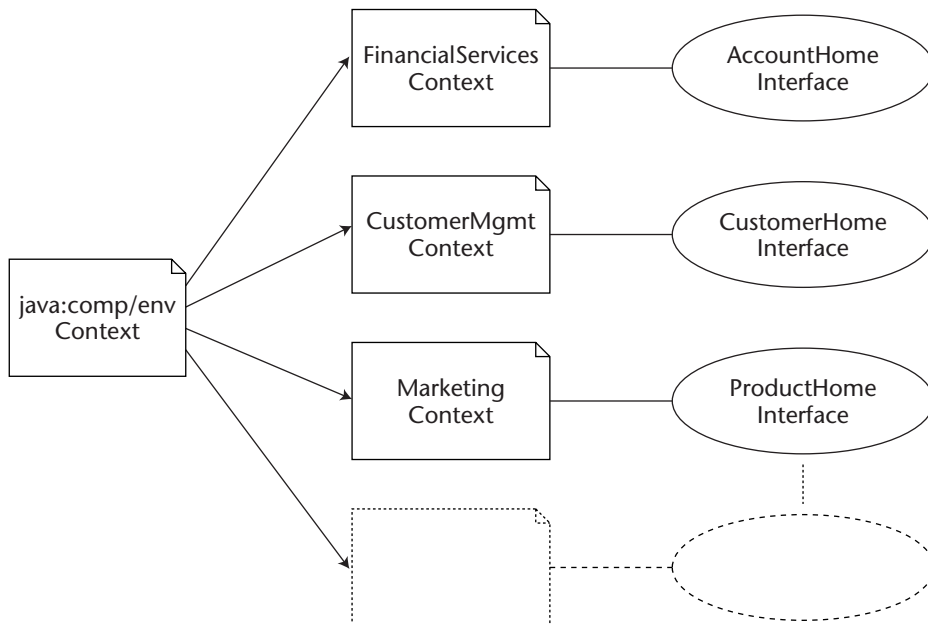 FinancialServices
Context
AccountHome
Interface
CustomerMgmt
Context
CustomerHome
Interface
java:comp/env
Context
Marketing
Context
ProductHome
Interface